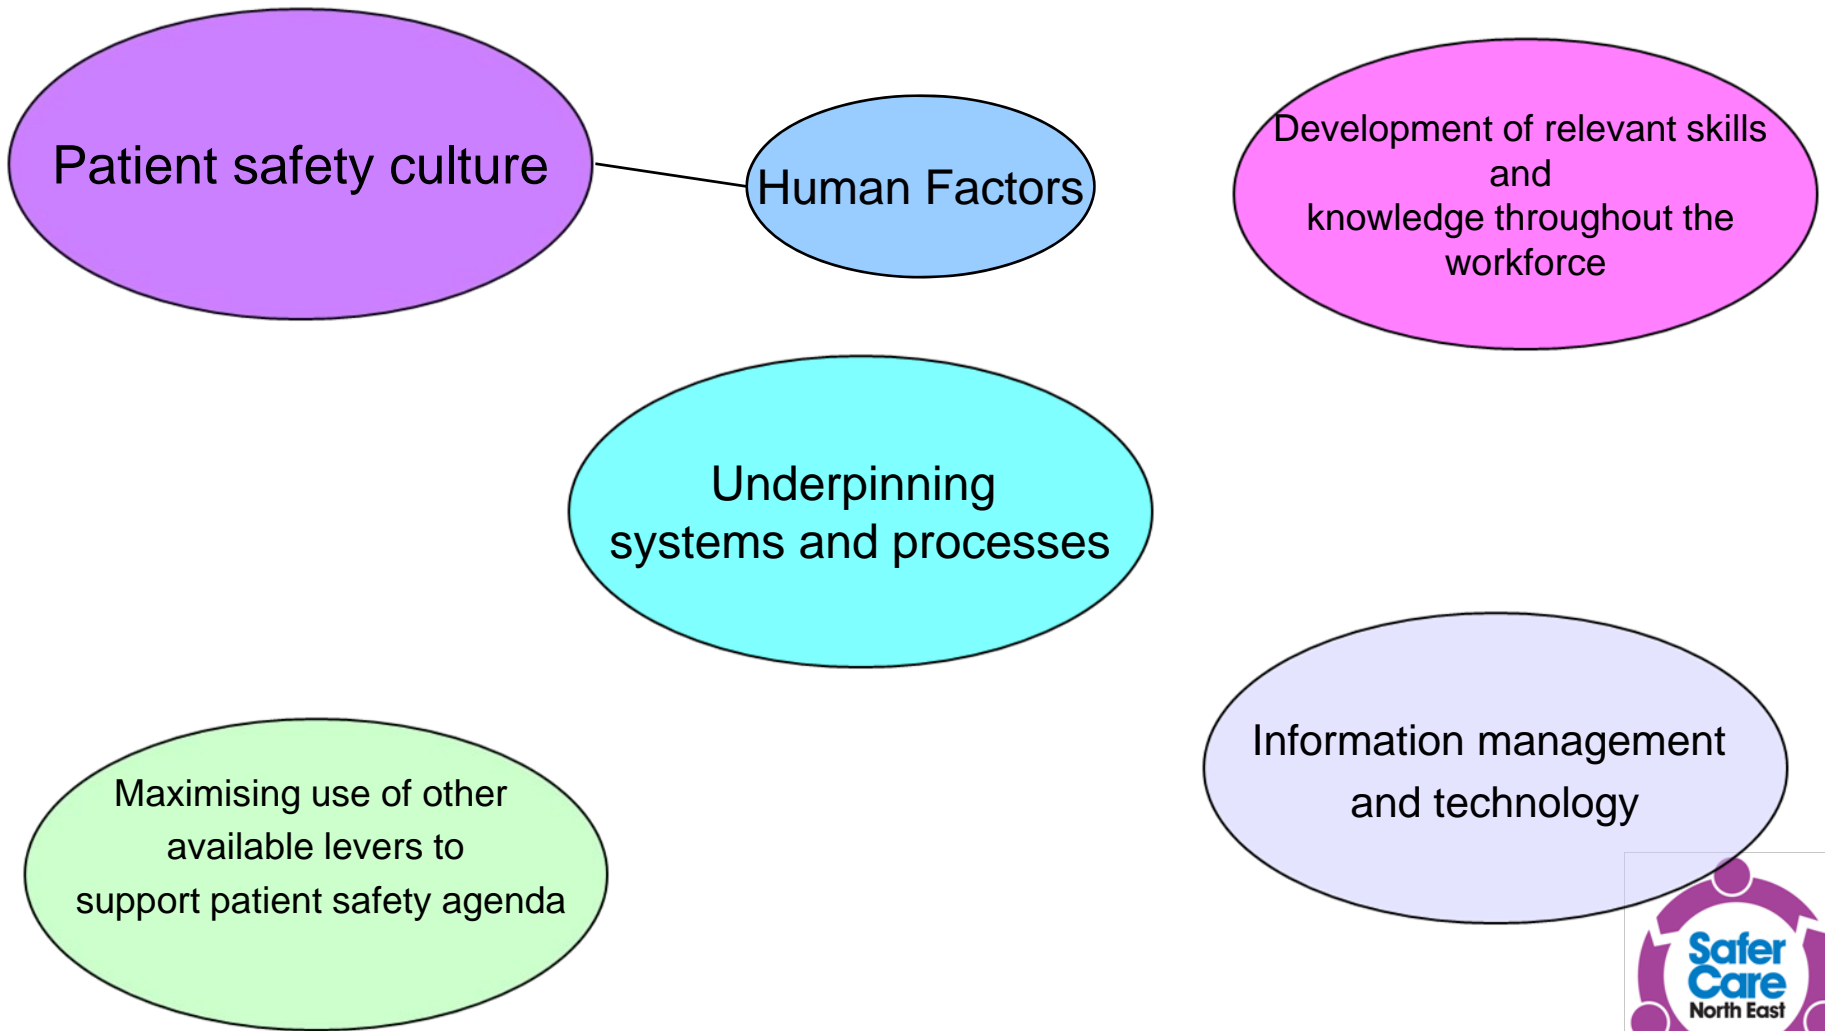 Patient safety culture
Human Factors
Development of relevant skills
and
knowledge throughout the
workforce
Underpinning
systems and processes
Information management
and technology
Maximising use of other
available levers to
support patient safety agenda
Safer
Care
North East